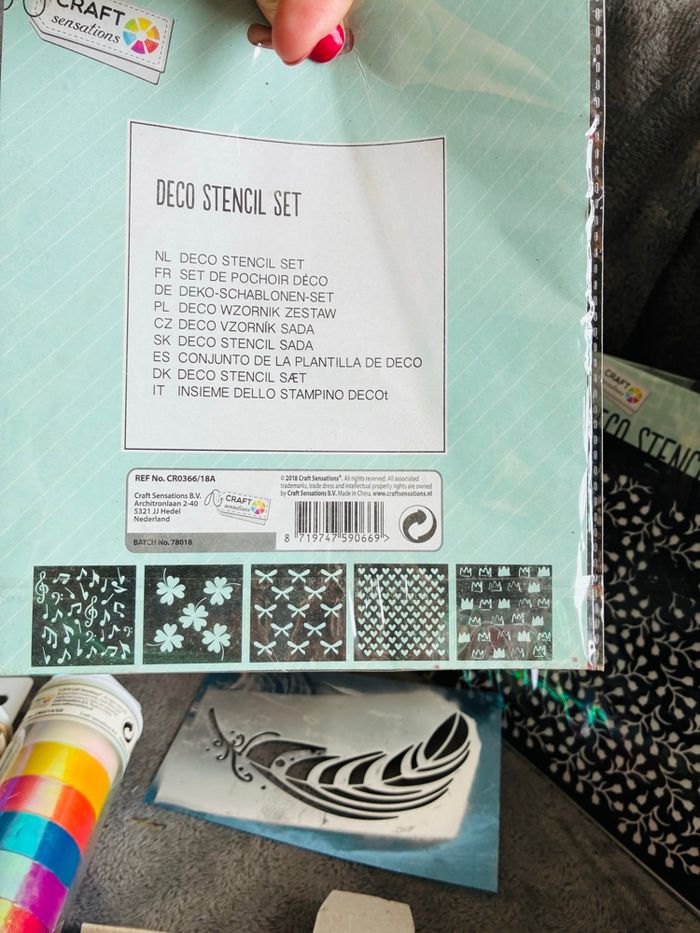 CRAFT
sensations
DECO STENCIL SET
NL DECO STENCIL SET
FR SET DE POCHOIR DÉCO
DE DEKO-SCHABLONEN-SET
PL DECO WZORNIK ZESTAW
CZ DECO VZORNÍK SADA
SK DECO STENCIL SADA
ES CONJUNTO DE LA PLANTILLA DE DECO
DK DECO STENCIL SÆT
IT INSIEME DELLO STAMPINO DECOt
REF No. CR0366/18A
Craft Sensations B.V.
Architronlaan 2-40
5321 JJ Hedel
Nederland
BATCH No. 78018
CRAFT
sensations
© 2018 Craft Sensations®. All rights reserved. All associated
trademarks, trade dress and intellectual property rights are owned
by Craft Sensations B.V. Made in China. www.craftsensations.nl
8 719747 590669 >
CRAFT
sensations
DECO STENC